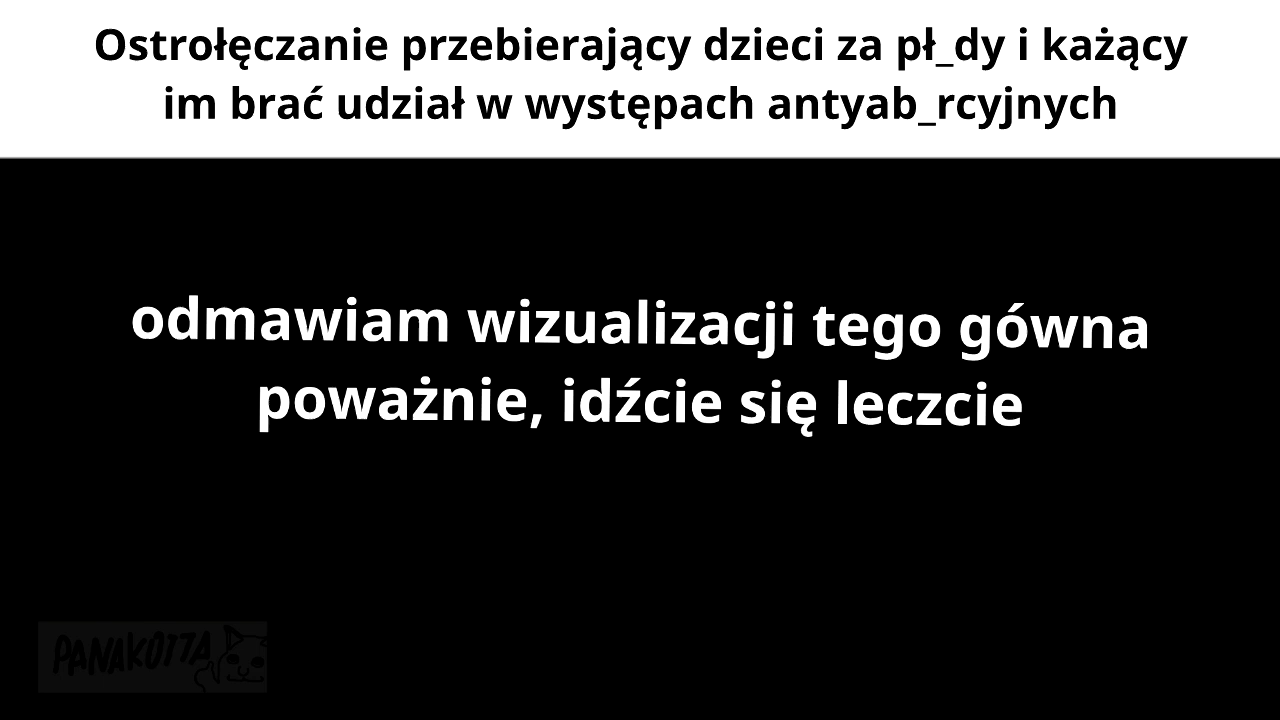 Ostrołęczanie przebierający dzieci za pł_dy i każący
im brać udział w występach antyab_rcyjnych
odmawiam wizualizacji tego gówna
poważnie, idźcie się leczcie
PANAKOTTA